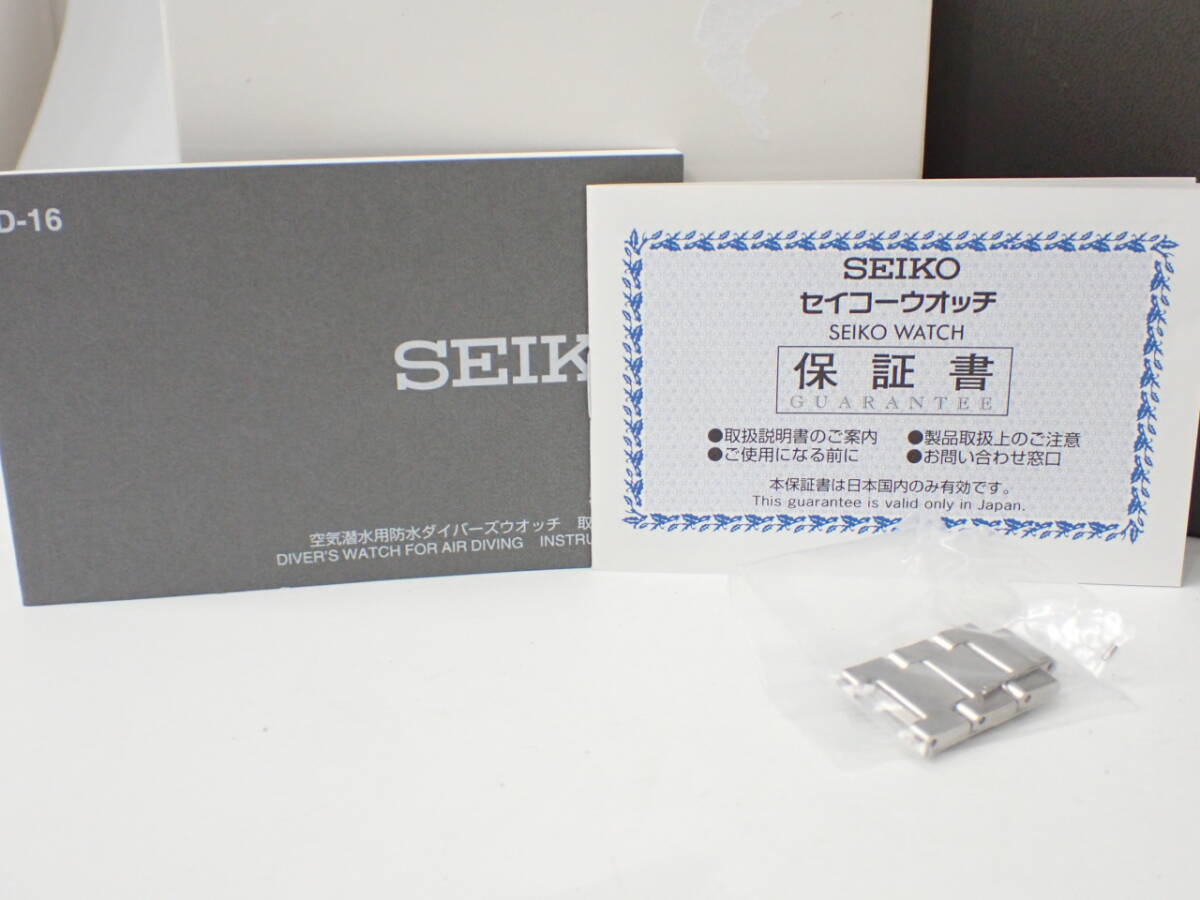 D-16
SEIK
空気潜水用防水ダイバーズウオッチ 取
DIVER'S WATCH FOR AIR DIVING INSTRU
SEIKO
セイコーウオッチ
SEIKO WATCH
保証書
GUARANTEE
●取扱説明書のご案内 ●製品取扱上のご注意
●ご使用になる前に ●お問い合わせ窓口
本保証書は日本国内のみ有効です。
This guarantee is valid only in Japan.